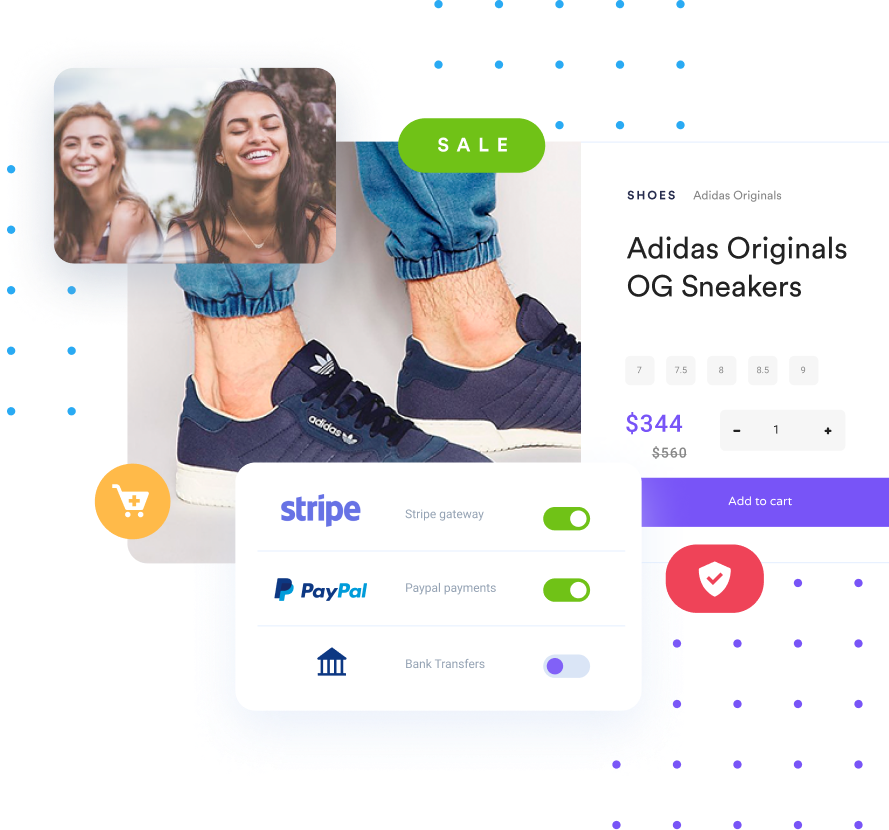 SALE
SHOES Adidas Originals
Adidas Originals
OG Sneakers
7 7.5 8 8.5 9
$344
- 1 +
$560
Add to cart
adidas
stripe Stripe gateway
PayPal Paypal payments
Bank Transfers